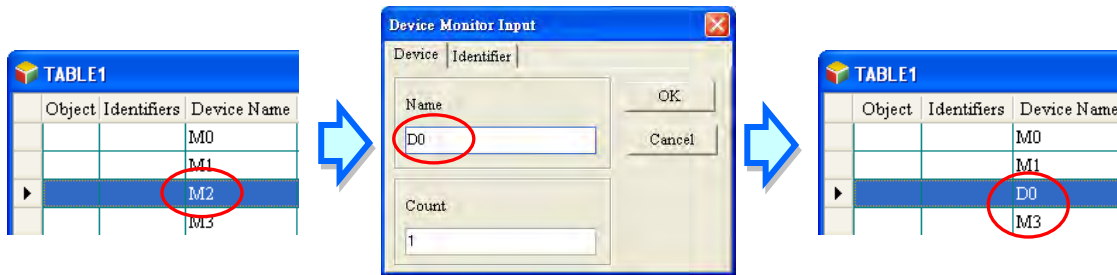 TABLE1
Object Identifiers Device Name
M0
M1
M2
M3
Device Monitor Input
Device Identifier
Name
D0
OK
Cancel
Count
1
TABLE1
Object Identifiers Device Name
M0
M1
D0
M3